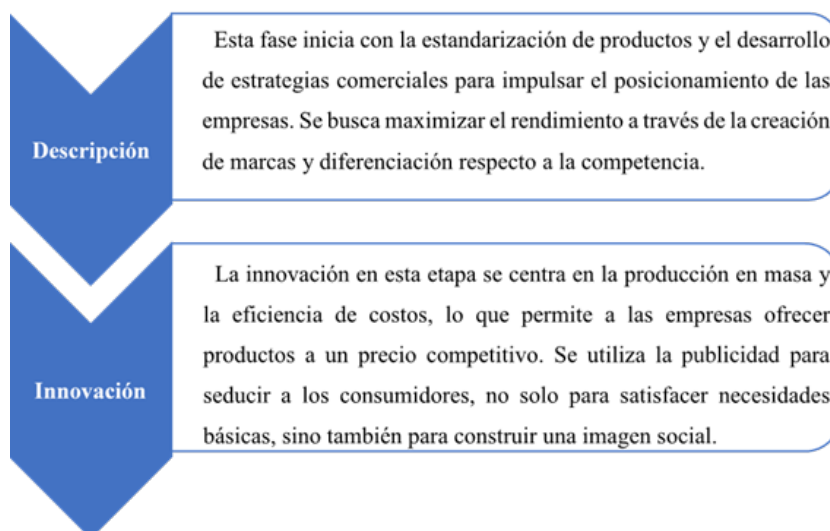 Descripción
Esta fase inicia con la estandarización de productos y el desarrollo
de estrategias comerciales para impulsar el posicionamiento de las
empresas. Se busca maximizar el rendimiento a través de la creación
de marcas y diferenciación respecto a la competencia.
Innovación
La innovación en esta etapa se centra en la producción en masa y
la eficiencia de costos, lo que permite a las empresas ofrecer
productos a un precio competitivo. Se utiliza la publicidad para
seducir a los consumidores, no solo para satisfacer necesidades
básicas, sino también para construir una imagen social.